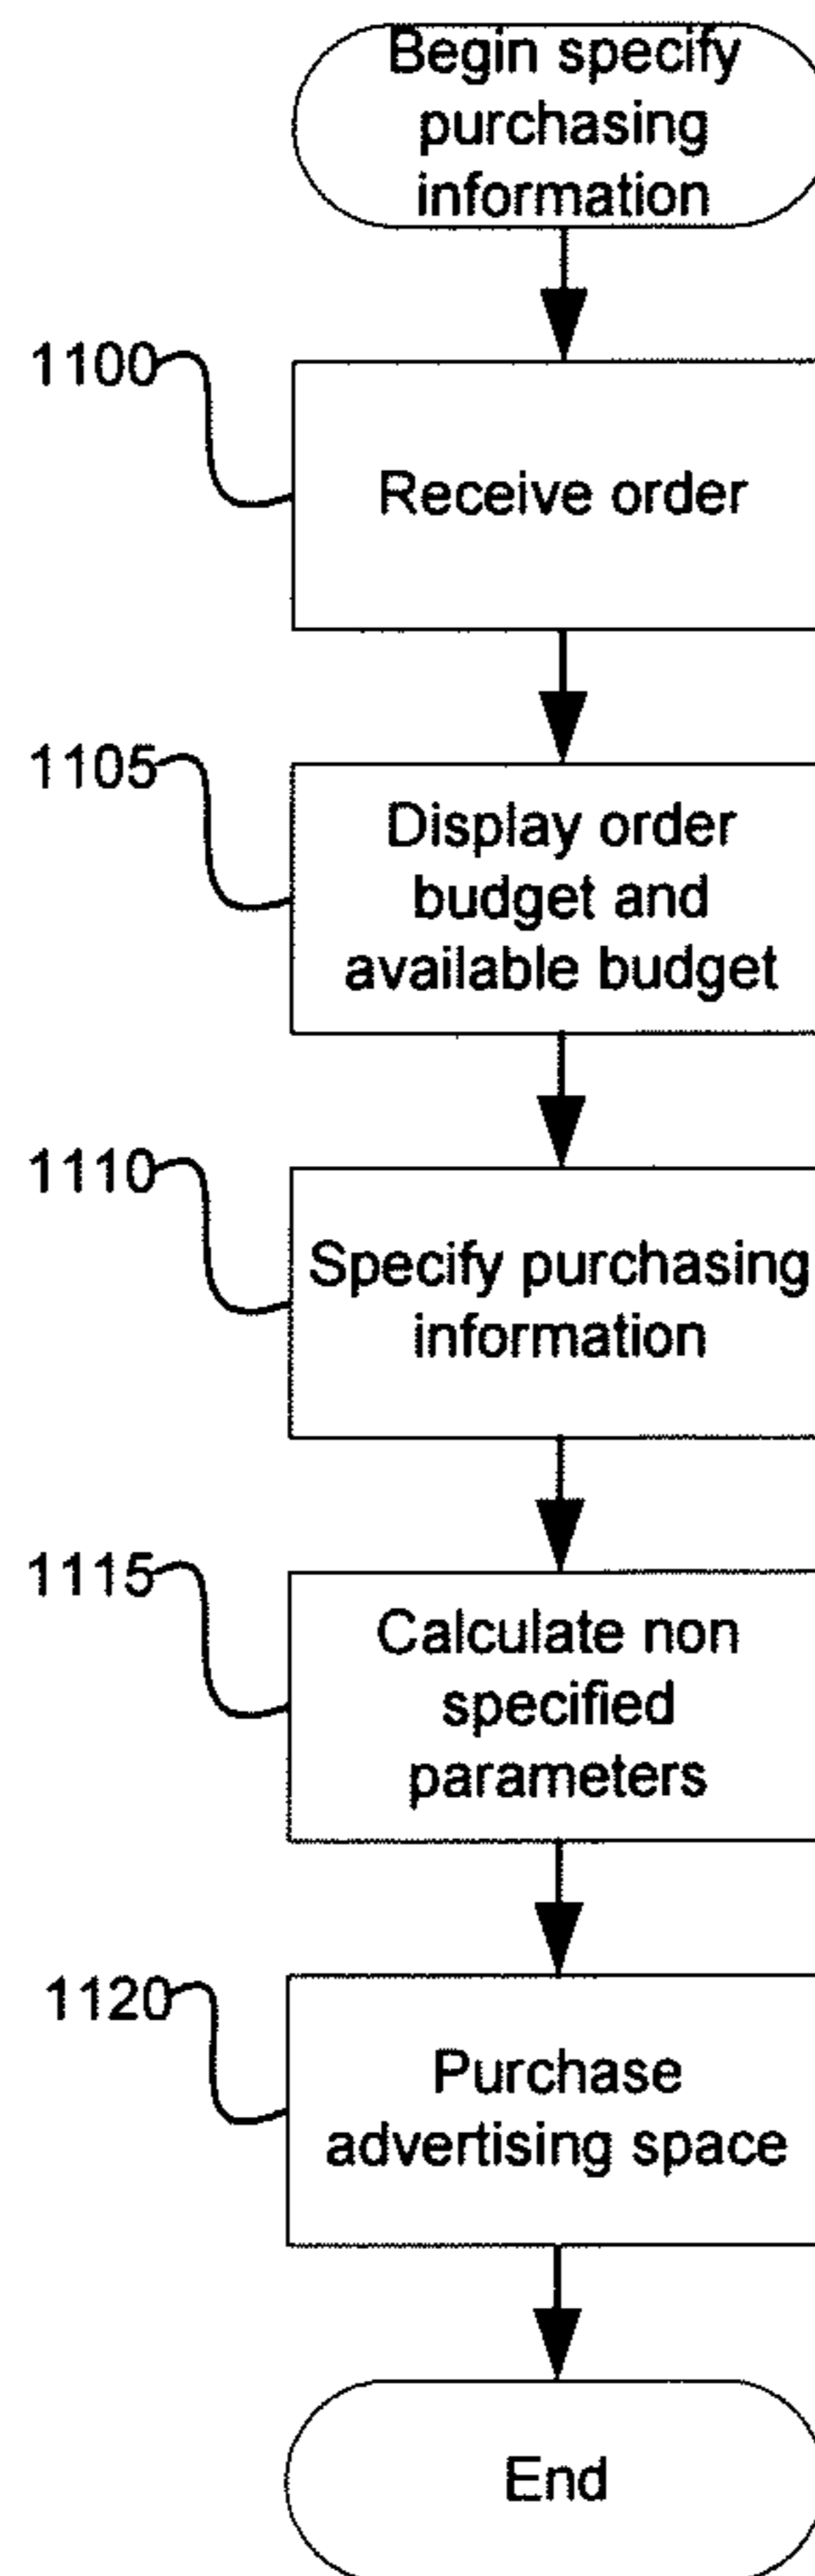 Begin specify
purchasing
information
1100
Receive order
1105
Display order
budget and
available budget
1110
Specify purchasing
information
1115
Calculate non
specified
parameters
1120
Purchase
advertising space
End